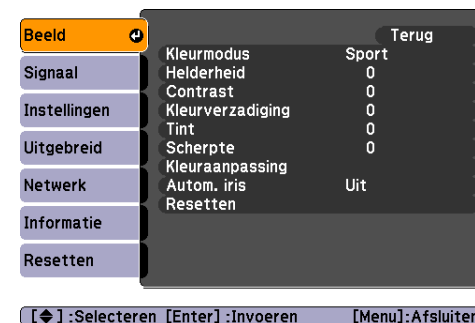 Beeld
Signaal
Instellingen
Uitgebreid
Netwerk
Informatie
Resetten
Terug
Kleurmodus Sport
Helderheid 0
Contrast 0
Kleurverzadiging 0
Tint 0
Scherpte 0
Kleuraanpassing
Autom. iris Uit
Resetten
[◆] :Selecteren [Enter] :Invoeren [Menu]:Afsluiten